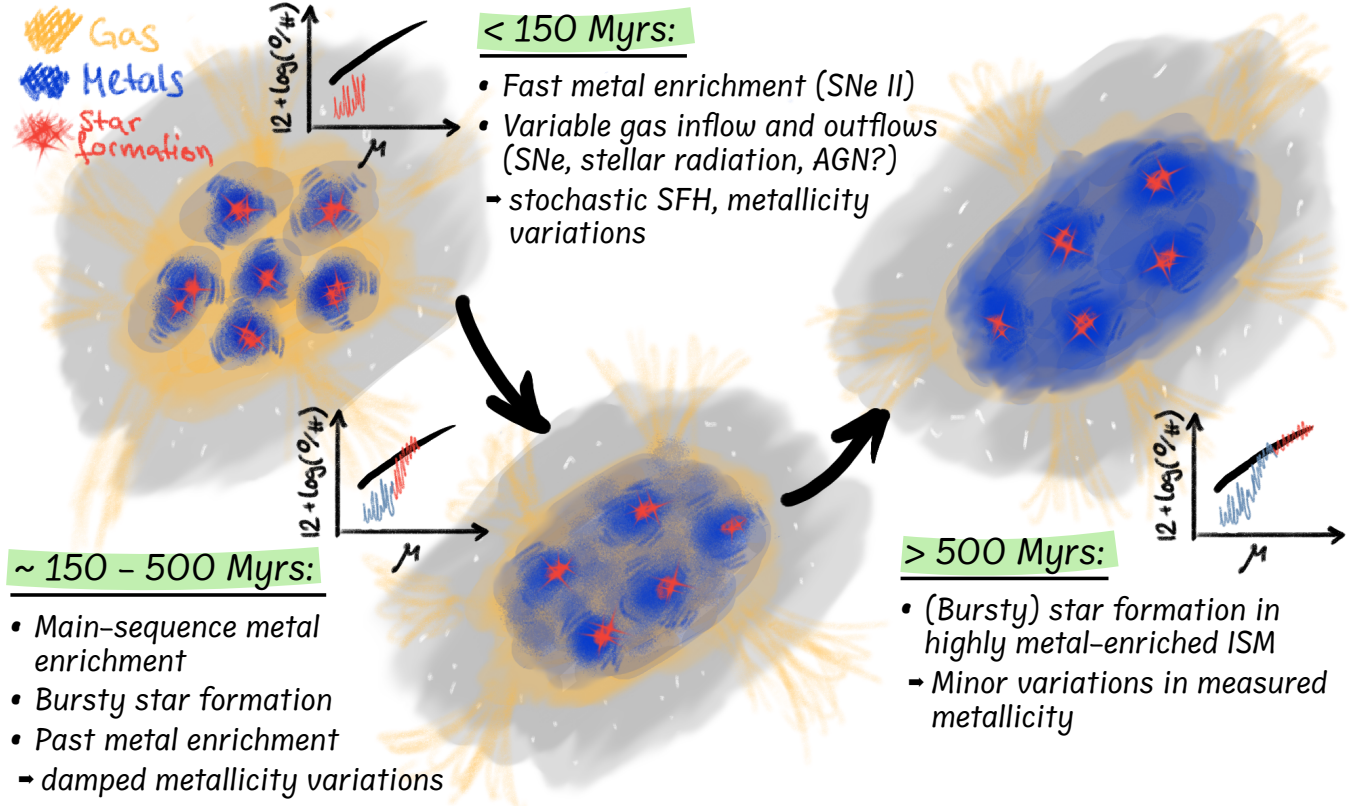 Gas
Metals
Star
formation
12+log(O/H)
μ
< 150 Myrs:
• Fast metal enrichment (SNe II)
• Variable gas inflow and outflows
(SNe, stellar radiation, AGN?)
➡ stochastic SFH, metallicity
variations
12+log(O/H)
μ
~ 150 – 500 Myrs:
• Main–sequence metal
enrichment
• Bursty star formation
• Past metal enrichment
➡ damped metallicity variations
12+log(O/H)
μ
> 500 Myrs:
• (Bursty) star formation in
highly metal–enriched ISM
➡ Minor variations in measured
metallicity